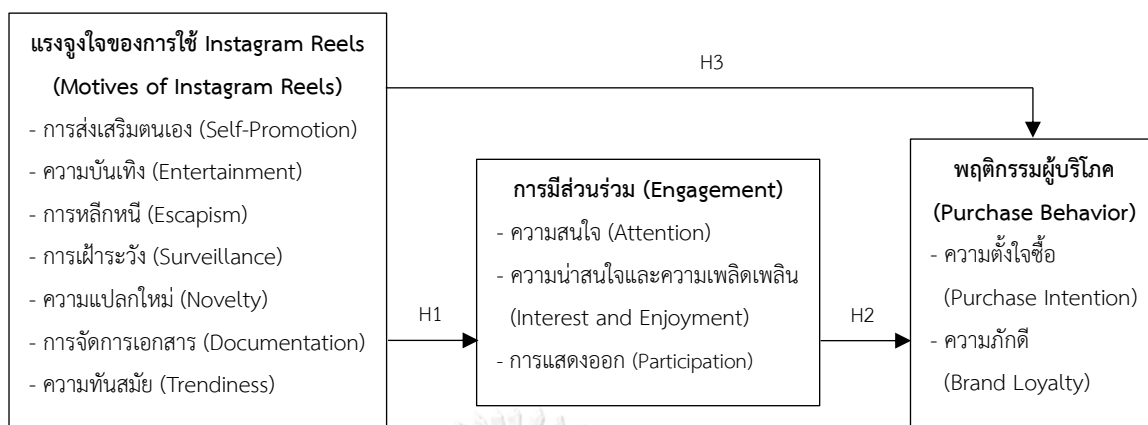 แรงจูงใจของการใช้ Instagram Reels
(Motives of Instagram Reels)
- การส่งเสริมตนเอง (Self-Promotion)
- ความบันเทิง (Entertainment)
- การหลีกหนี (Escapism)
- การเฝ้าระวัง (Surveillance)
- ความแปลกใหม่ (Novelty)
- การจัดการเอกสาร (Documentation)
- ความทันสมัย (Trendiness)
H1
การมีส่วนร่วม (Engagement)
- ความสนใจ (Attention)
- ความน่าสนใจและความเพลิดเพลิน
(Interest and Enjoyment)
- การแสดงออก (Participation)
H2
H3
พฤติกรรมผู้บริโภค
(Purchase Behavior)
- ความตั้งใจซื้อ
(Purchase Intention)
- ความภักดี
(Brand Loyalty)